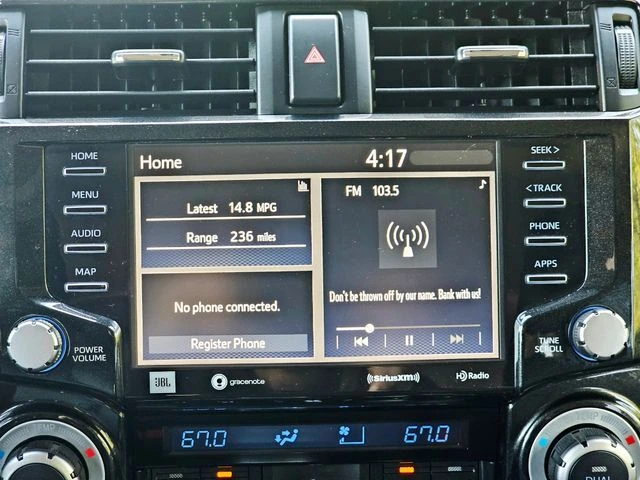 HOME
MENU
AUDIO
MAP
POWER
VOLUME
Home 4:17
Latest 14.8 MPG
Range 236 miles
No phone connected.
Register Phone
FM 103.5
Don't be thrown off by our name. Bank with us!
SEEK >
< TRACK
PHONE
APPS
TUNE
SCROLL
JBL
gracenote
((SiriusXM))
HD Radio
67.0
67.0
TEMP
TEMP
DUAL